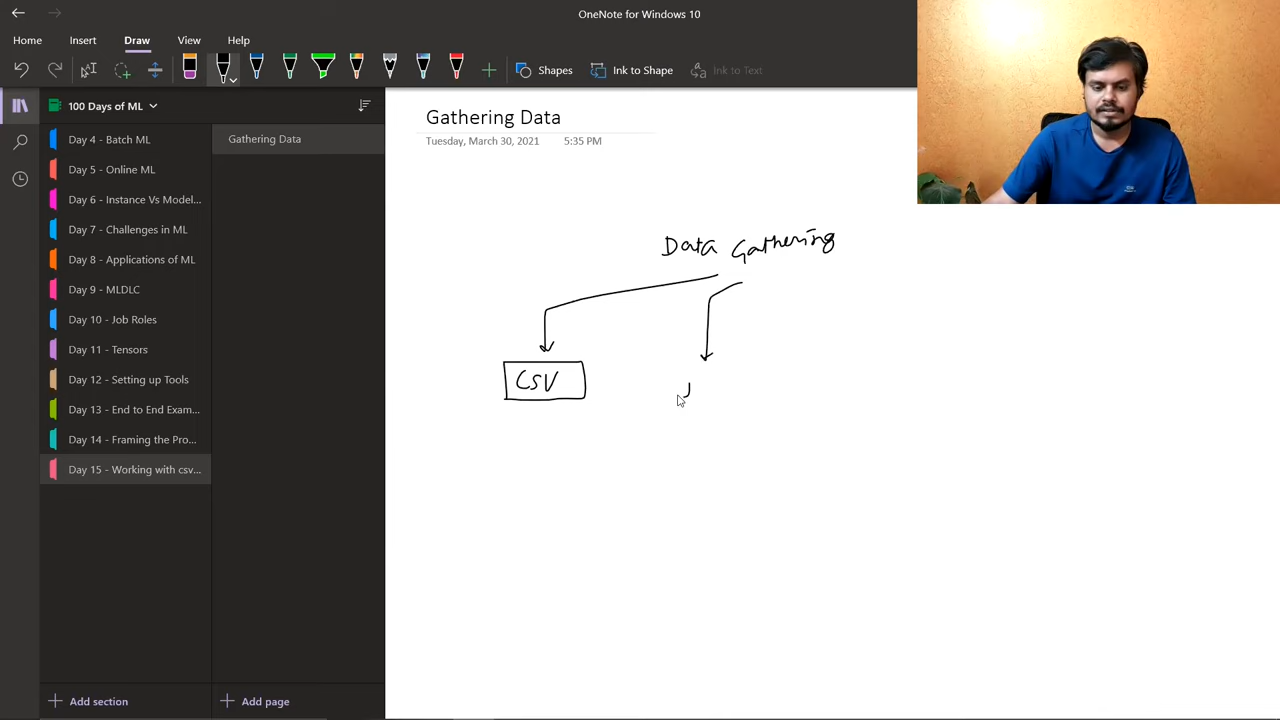 OneNote for Windows 10
Home Insert Draw View Help
Shapes Ink to Shape Ink to Text
100 Days of ML
Day 4 - Batch ML
Day 5 - Online ML
Day 6 - Instance Vs Model...
Day 7 - Challenges in ML
Day 8 - Applications of ML
Day 9 - MLDLC
Day 10 - Job Roles
Day 11 - Tensors
Day 12 - Setting up Tools
Day 13 - End to End Exam...
Day 14 - Framing the Pro...
Day 15 - Working with csv...
Add section
Gathering Data
Add page
Gathering Data
Tuesday, March 30, 2021 5:35 PM
Data Gathering
CSV
J